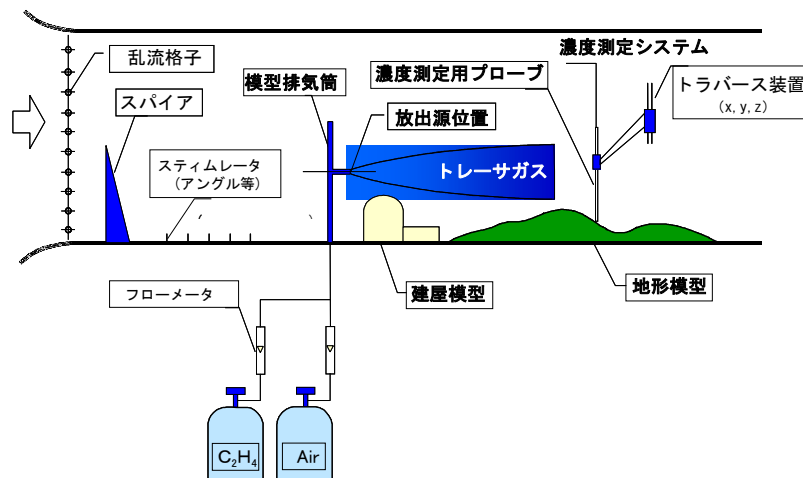 乱流格子
スパイア
スティムレータ
（アングル等）
模型排気筒
放出源位置
濃度測定用プローブ
濃度測定システム
トラバース装置
(x, y, z)
トレーサガス
建屋模型
地形模型
フローメータ
C₂H₄
Air